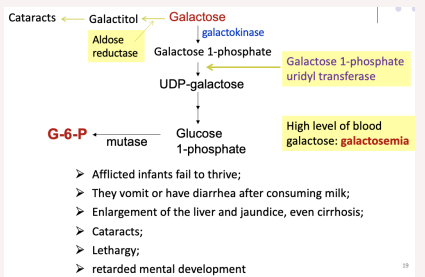 Cataracts Galactitol Galactose
Aldose
reductase
galactokinase
Galactose 1-phosphate
Galactose 1-phosphate
uridyl transferase
UDP-galactose
G-6-P
mutase
Glucose
1-phosphate
High level of blood
galactose: galactosemia
➢ Afflicted infants fail to thrive;
➢ They vomit or have diarrhea after consuming milk;
➢ Enlargement of the liver and jaundice, even cirrhosis;
➢ Cataracts;
➢ Lethargy;
➢ retarded mental development
19